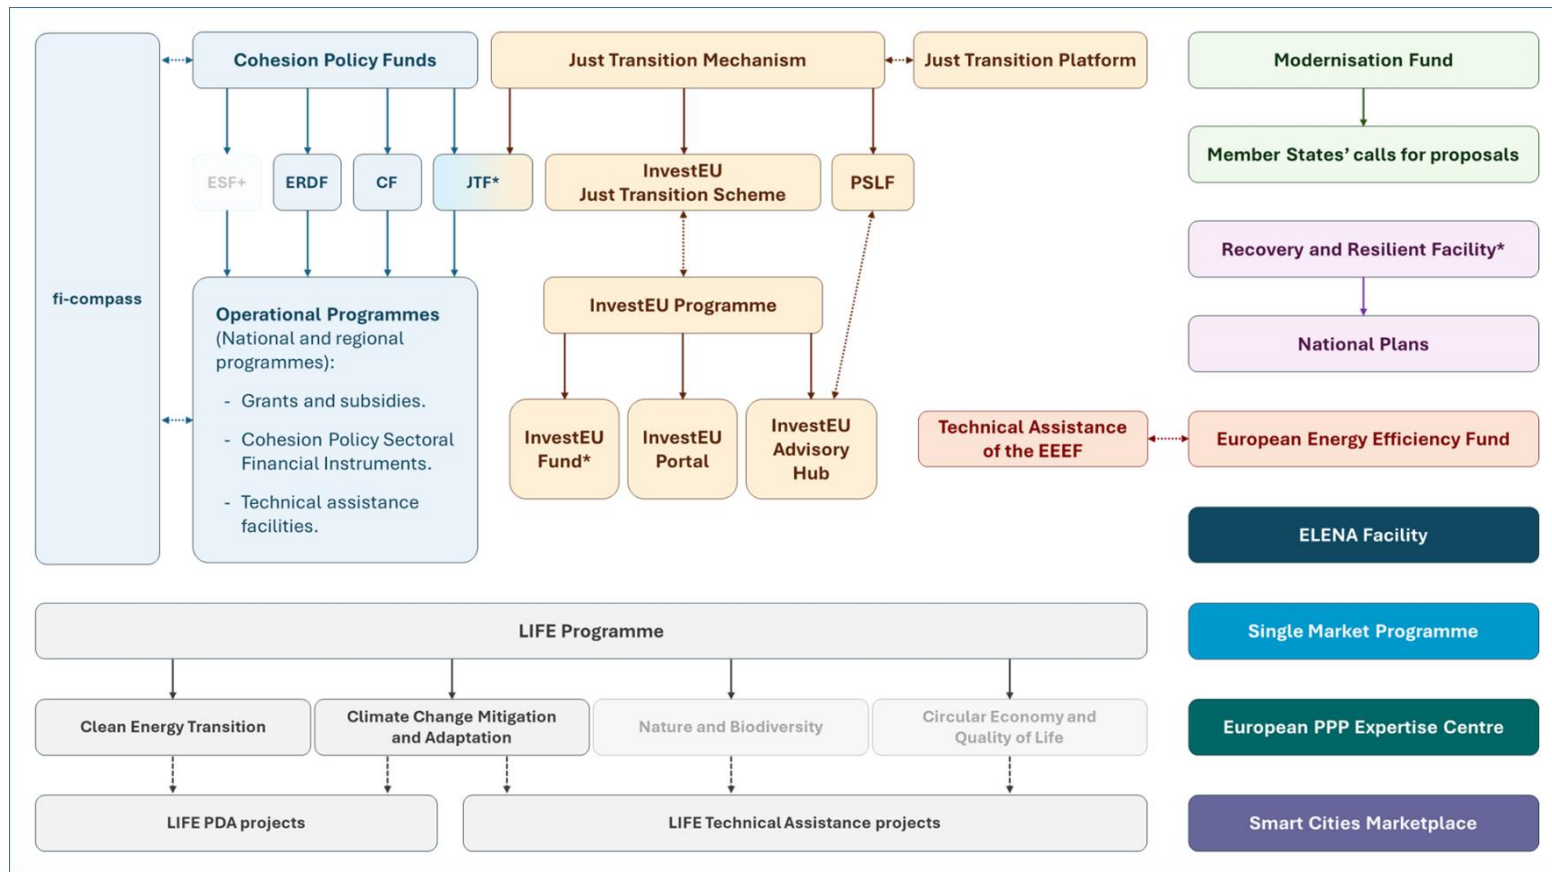 Cohesion Policy Funds
Just Transition Mechanism
Just Transition Platform
Modernisation Fund
Member States’ calls for proposals
ESF+
ERDF
CF
JTF*
InvestEU
Just Transition Scheme
PSLF
Recovery and Resilient Facility*
fi-compass
Operational Programmes
(National and regional
programmes):
- Grants and subsidies.
- Cohesion Policy Sectoral
Financial Instruments.
- Technical assistance
facilities.
InvestEU Programme
National Plans
InvestEU
Fund*
InvestEU
Portal
InvestEU
Advisory
Hub
Technical Assistance
of the EEEF
European Energy Efficiency Fund
ELENA Facility
LIFE Programme
Single Market Programme
Clean Energy Transition
Climate Change Mitigation
and Adaptation
Nature and Biodiversity
Circular Economy and
Quality of Life
European PPP Expertise Centre
LIFE PDA projects
LIFE Technical Assistance projects
Smart Cities Marketplace